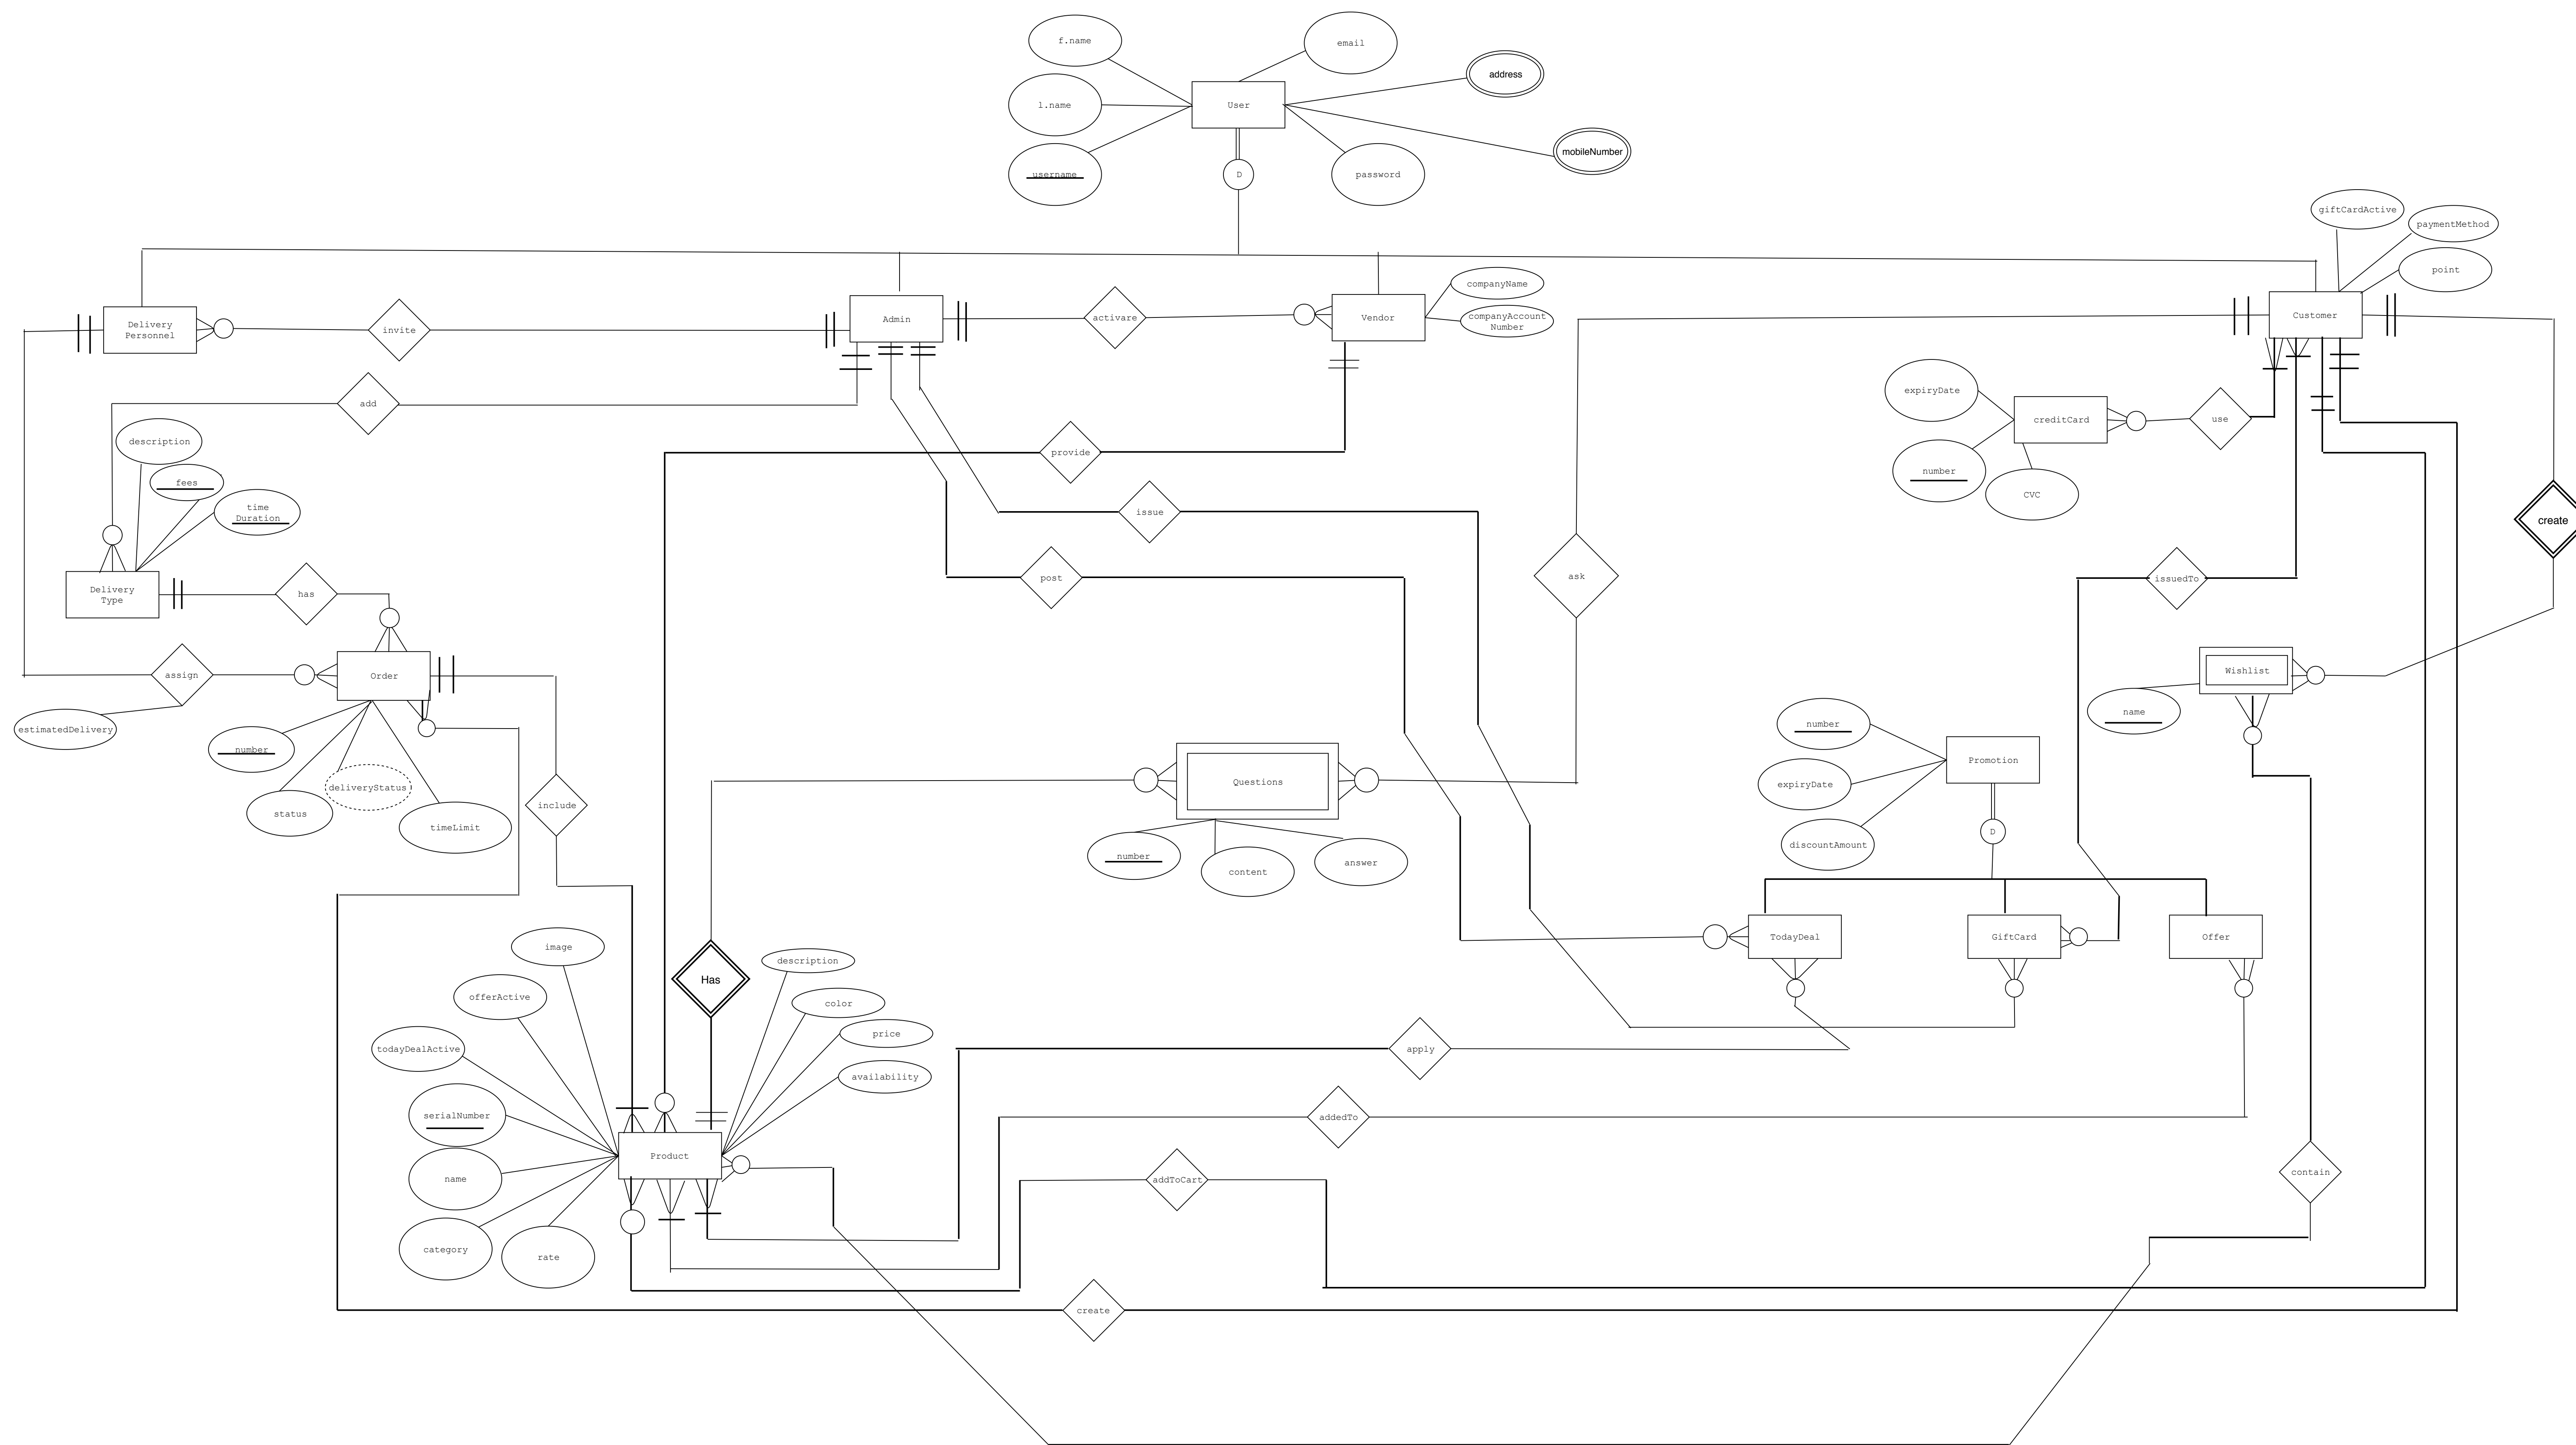 f.name
email
address
l.name
User
mobileNumber
username
D
password
giftCardActive
paymentMethod
point
companyName
Delivery
Personnel
invite
Admin
activare
Vendor
companyAccount
Number
Customer
add
expiryDate
creditCard
use
description
provide
number
fees
CVC
time
Duration
issue
create
post
ask
issuedTo
Delivery
Type
has
assign
Order
Wishlist
name
estimatedDelivery
number
number
Promotion
deliveryStatus
Questions
expiryDate
status
include
timeLimit
D
discountAmount
number
content
answer
image
TodayDeal
GiftCard
Offer
description
Has
offerActive
color
price
todayDealActive
apply
availability
serialNumber
addedTo
Product
name
addToCart
contain
category
rate
create